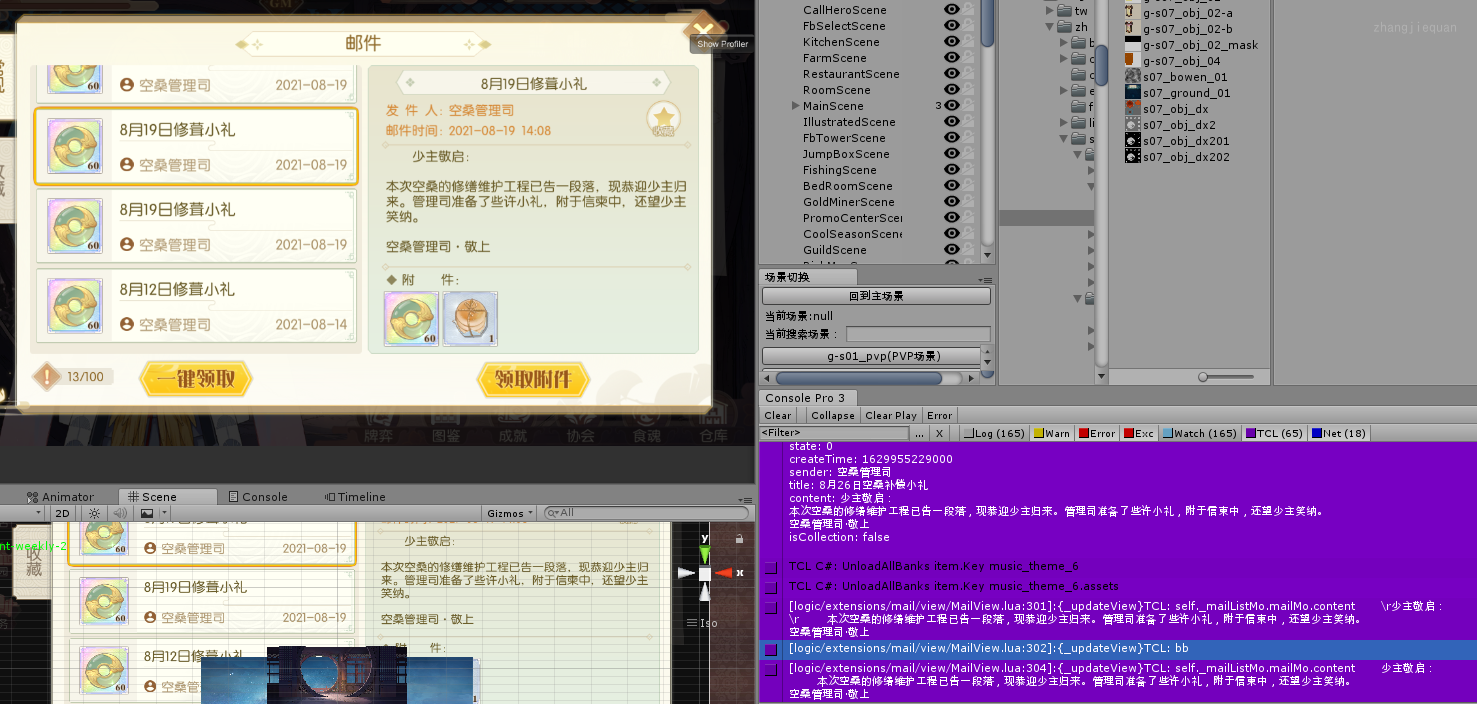 邮件
Show Profiler
空桑管理司
2021-08-19
8月19日修葺小礼
空桑管理司
2021-08-19
8月19日修葺小礼
空桑管理司
2021-08-19
8月12日修葺小礼
空桑管理司
2021-08-14
60
60
60
13/100
一键领取
8月19日修葺小礼
发 件 人: 空桑管理司
邮件时间: 2021-08-19 14:08
收藏
少主敬启:
本次空桑的修缮维护工程已告一段落，现恭迎少主归
来。管理司准备了些许小礼，附于信柬中，还望少主
笑纳。
空桑管理司·敬上
附 件:
60
1
领取附件
牌弈
图鉴
成就
协会
食魂
仓库
CallHeroScene
FbSelectScene
KitchenScene
FarmScene
RestaurantScene
RoomScene
MainScene 3
IllustratedScene
FbTowerScene
JumpBoxScene
FishingScene
BedRoomScene
GoldMinerScene
PromoCenterScer
CoolSeasonScene
GuildScene
tw
zh
g-s07_obj_02-a
g-s07_obj_02-b
g-s07_obj_02_mask
g-s07_obj_04
s07_bowen_01
s07_ground_01
s07_obj_dx
s07_obj_dx2
s07_obj_dx201
s07_obj_dx202
zhangjiequan
场景切换
回到主场景
当前场景:null
当前搜索场景：
g-s01_pvp(PVP场景)
Console Pro 3
Clear
Collapse
Clear Play
Error
<Filter>
...
X
Log (165)
Warn
Error
Exc
Watch (165)
TCL (65)
Net (18)
state: 0
createTime: 1629955229000
sender: 空桑管理司
title: 8月26日空桑补偿小礼
content: 少主敬启：
本次空桑的修缮维护工程已告一段落，现恭迎少主归来。管理司准备了些许小礼，附于信柬中，还望少主笑纳。
空桑管理司·敬上
isCollection: false
TCL C#: UnloadAllBanks item.Key music_theme_6
TCL C#: UnloadAllBanks item.Key music_theme_6.assets
[logic/extensions/mail/view/MailView.lua:301]:{_updateView}TCL: self._mailListMo.mailMo.content \r少主敬启：
\r 本次空桑的修缮维护工程已告一段落，现恭迎少主归来。管理司准备了些许小礼，附于信柬中，还望少主笑纳。
空桑管理司·敬上
[logic/extensions/mail/view/MailView.lua:302]:{_updateView}TCL: bb
[logic/extensions/mail/view/MailView.lua:304]:{_updateView}TCL: self._mailListMo.mailMo.content 少主敬启：
本次空桑的修缮维护工程已告一段落，现恭迎少主归来。管理司准备了些许小礼，附于信柬中，还望少主笑纳。
空桑管理司·敬上
Animator
Scene
Console
Timeline
2D
Gizmos
All
nt-weekly-2
收藏
空桑管理司
2021-08-19
8月19日修葺小礼
空桑管理司
2021-08-19
8月12日修葺小礼
空桑管理司
60
60
60
少主敬启:
本次空桑的修缮维护工程已告一段落，现恭迎少主归
来。管理司准备了些许小礼，附于信柬中，还望少主
笑纳。
空桑管理司·敬上
件:
y
x
Iso